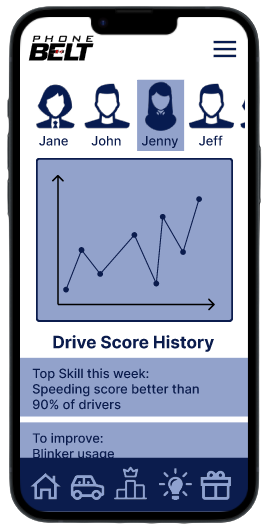 PHONE
BELT
Jane John Jenny Jeff
Drive Score History
Top Skill this week:
Speeding score better than
90% of drivers
To improve:
Blinker usage